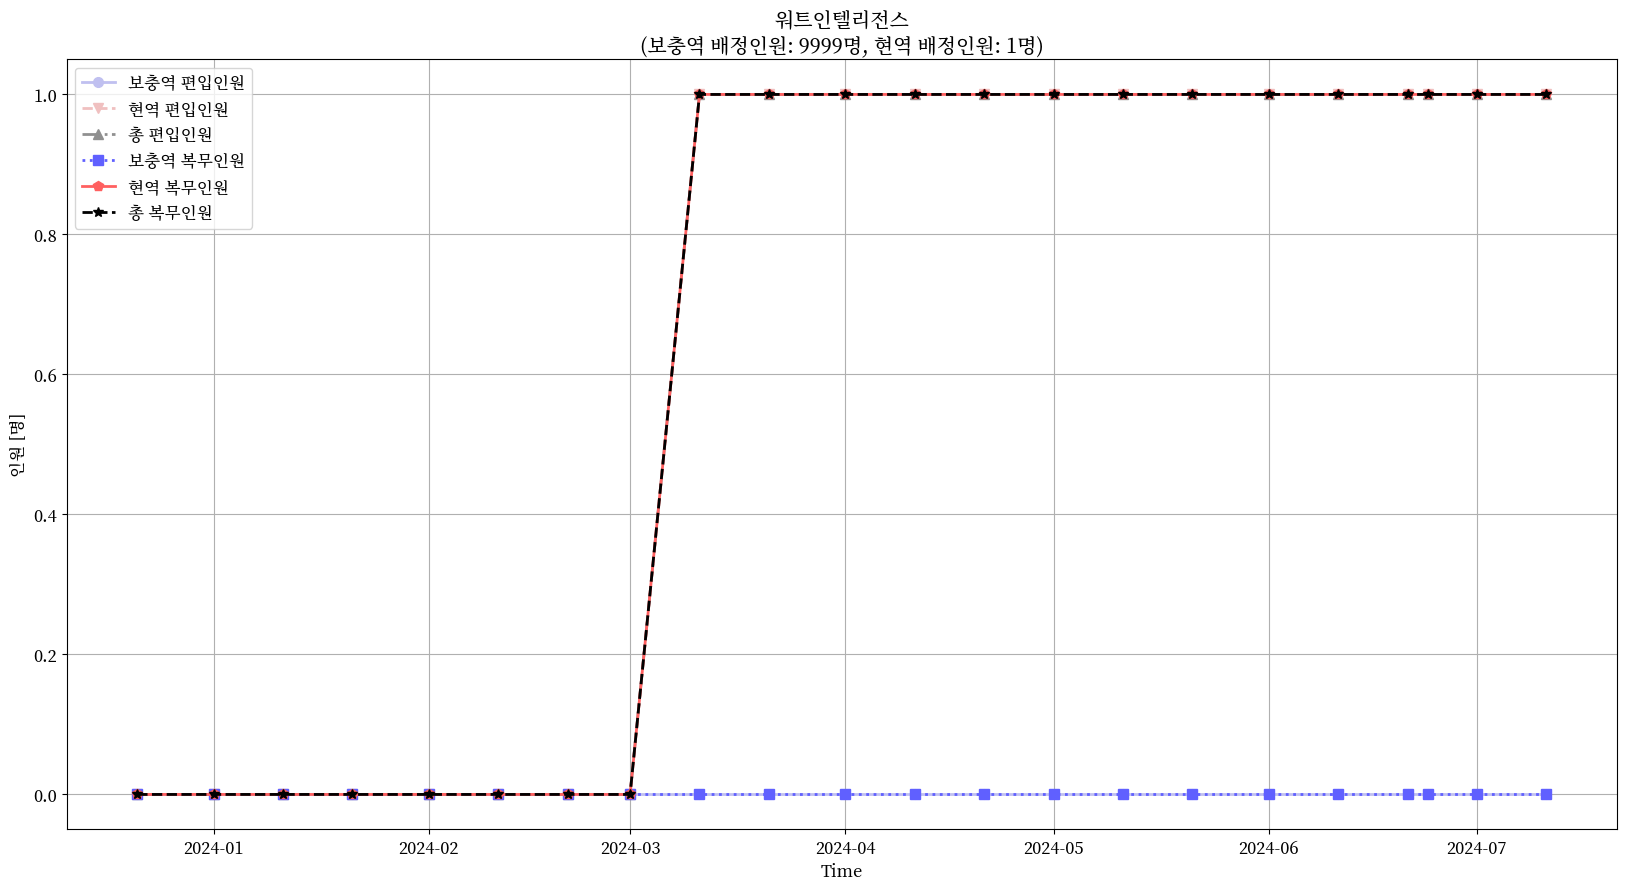 워트인텔리전스
(보충역 배정인원: 9999명, 현역 배정인원: 1명)
보충역 편입인원
현역 편입인원
총 편입인원
보충역 복무인원
현역 복무인원
총 복무인원
인원 [명]
1.0
0.8
0.6
0.4
0.2
0.0
2024-01
2024-02
2024-03
2024-04
2024-05
2024-06
2024-07
Time